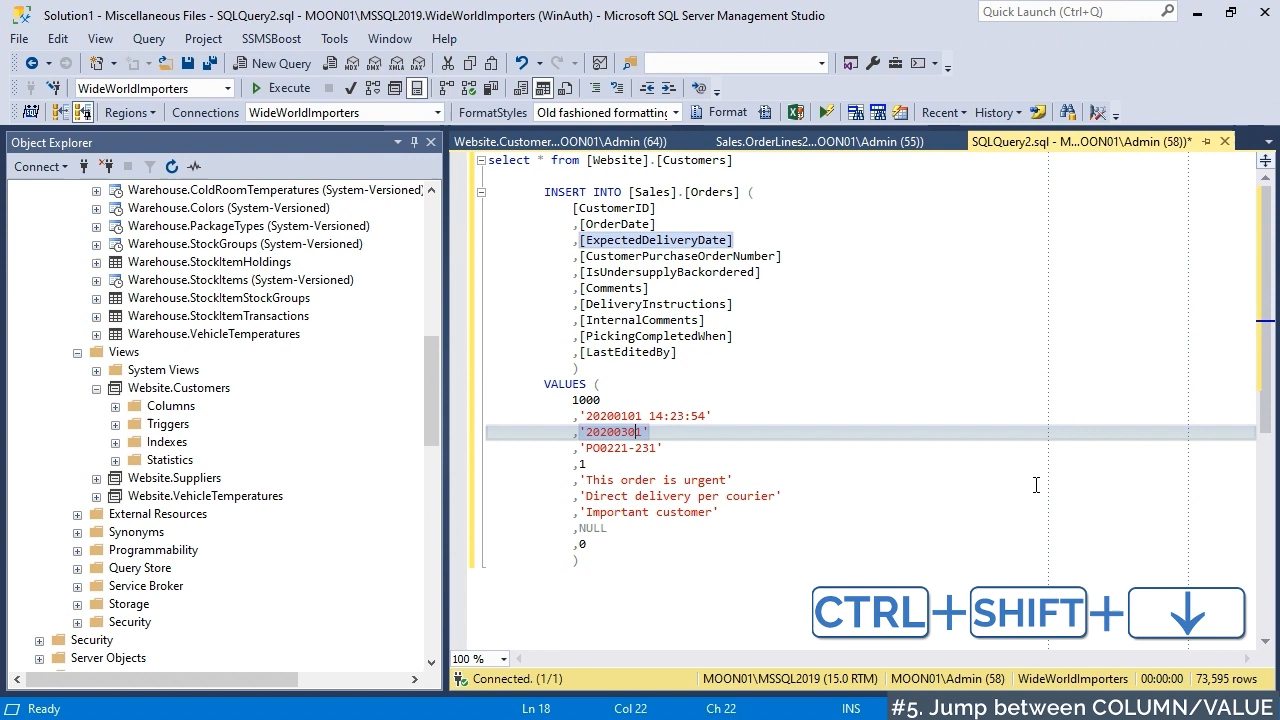 Solution1 - Miscellaneous Files - SQLQuery2.sql - MOON01\MSSQL2019.WideWorldImporters (WinAuth) - Microsoft SQL Server Management Studio
Quick Launch (Ctrl+Q)
File Edit View Query Project SSMSBoost Tools Window Help
New Query
MDX DMX XMLA DAX
WideWorldImporters Execute
Regions Connections WideWorldImporters FormatStyles Old fashioned formatting Format Recent History
Object Explorer
Website.Customer...OON01\Admin (64))
Sales.OrderLines2...OON01\Admin (55))
SQLQuery2.sql - M...OON01\Admin (58))*
Connect
Warehouse.ColdRoomTemperatures (System-Versioned)
Warehouse.Colors (System-Versioned)
Warehouse.PackageTypes (System-Versioned)
Warehouse.StockGroups (System-Versioned)
Warehouse.StockItemHoldings
Warehouse.StockItems (System-Versioned)
Warehouse.StockItemStockGroups
Warehouse.StockItemTransactions
Warehouse.VehicleTemperatures
Views
System Views
Website.Customers
Columns
Triggers
Indexes
Statistics
Website.Suppliers
Website.VehicleTemperatures
External Resources
Synonyms
Programmability
Query Store
Service Broker
Storage
Security
Security
Server Objects
select * from [Website].[Customers]
INSERT INTO [Sales].[Orders] (
[CustomerID]
,[OrderDate]
,[ExpectedDeliveryDate]
,[CustomerPurchaseOrderNumber]
,[IsUndersupplyBackordered]
,[Comments]
,[DeliveryInstructions]
,[InternalComments]
,[PickingCompletedWhen]
,[LastEditedBy]
)
VALUES (
1000
,'20200101 14:23:54'
,'20200301'
,'PO0221-231'
,1
,'This order is urgent'
,'Direct delivery per courier'
,'Important customer'
,NULL
,0
)
CTRL + SHIFT + ↓
100 %
Connected. (1/1) MOON01\MSSQL2019 (15.0 RTM) MOON01\Admin (58) WideWorldImporters 00:00:00 73,595 rows
Ready Ln 18 Col 22 Ch 22 INS
#5. Jump between COLUMN/VALUE